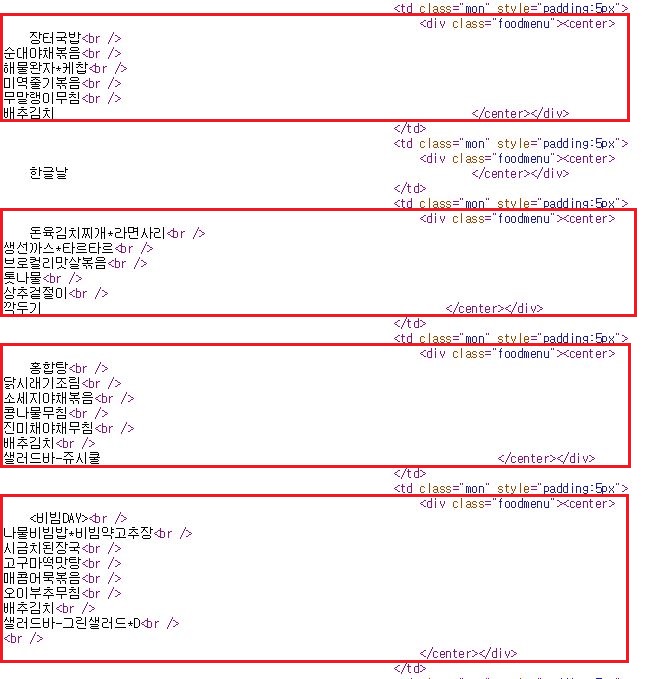 <td class="mon" style="padding:5px">
<div class="foodmenu"><center>
장터국밥<br />
순대야채볶음<br />
해물완자*케찹<br />
미역줄기볶음<br />
무말랭이무침<br />
배추김치 </center></div>
</td>
<td class="mon" style="padding:5px">
<div class="foodmenu"><center>
한글날 </center></div>
</td>
<td class="mon" style="padding:5px">
<div class="foodmenu"><center>
돈육김치찌개*라면사리<br />
생선까스*타르타르<br />
브로컬리맛살볶음<br />
톳나물<br />
상추겉절이<br />
깍두기 </center></div>
</td>
<td class="mon" style="padding:5px">
<div class="foodmenu"><center>
홍합탕<br />
닭시래기조림<br />
소세지야채볶음<br />
콩나물무침<br />
진미채야채무침<br />
배추김치<br />
샐러드바-쥬시쿨 </center></div>
</td>
<td class="mon" style="padding:5px">
<div class="foodmenu"><center>
<비빔DAY><br />
나물비빔밥*비빔약고추장<br />
시금치된장국<br />
고구마떡맛탕<br />
매콤어묵볶음<br />
오이부추무침<br />
배추김치<br />
샐러드바-그린샐러드*D<br />
<br />
</center></div>
</td>